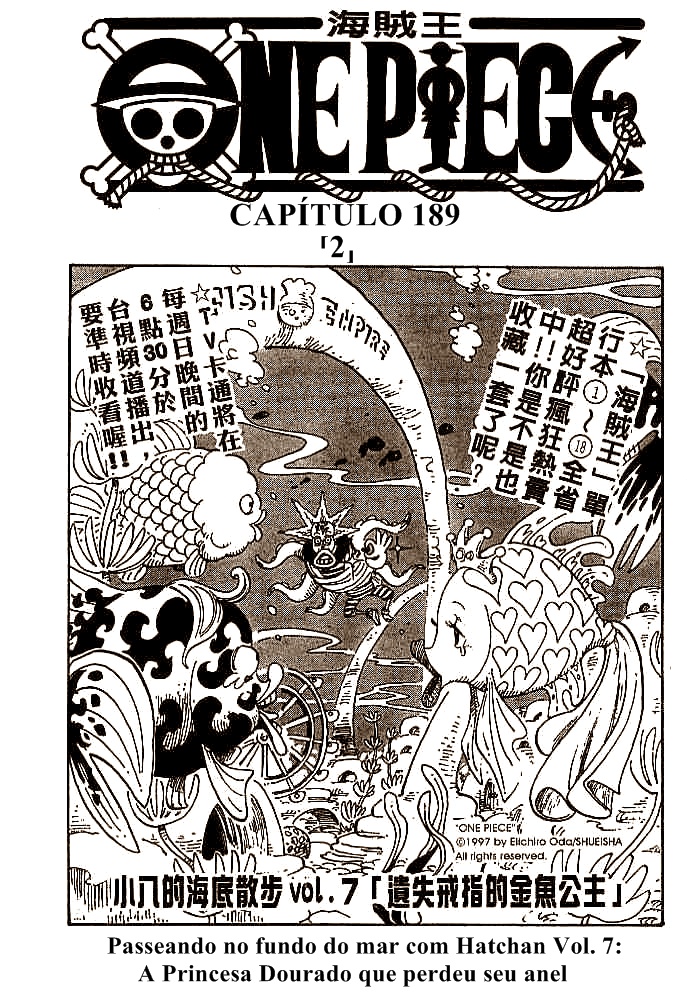 海賊王
ONE PIECE
CAPÍTULO 189
「2」
FISH EMPIRE
☆TV卡通將在
每週日晚間的
6點30分於
台視頻道播出，
要準時收看喔!!
☆「海賊王」單
行本①～⑱全省
超好評瘋狂熱賣
中!!你是不是也
收藏一套了呢？
"ONE PIECE"
©1997 by Eiichiro Oda/SHUEISHA
All rights reserved.
小八的海底散步 vol.7「遺失戒指的金魚公主」
Passeando no fundo do mar com Hatchan Vol. 7:
A Princesa Dourado que perdeu seu anel